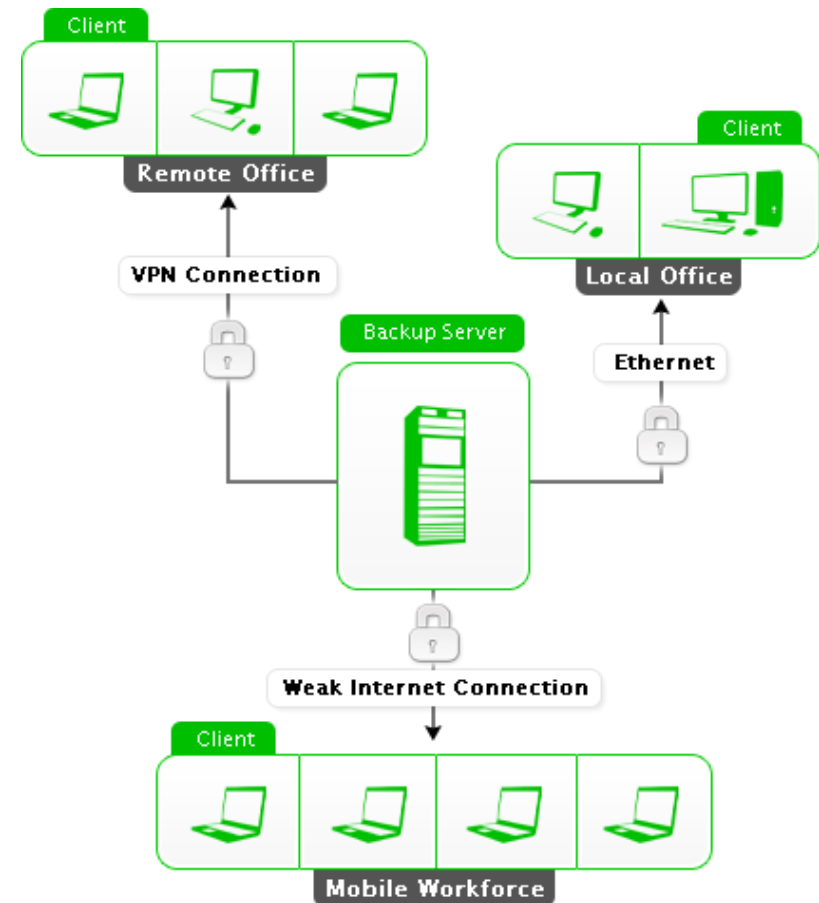 Client
Remote Office
Client
Local Office
VPN Connection
Backup Server
Ethernet
Weak Internet Connection
Client
Mobile Workforce